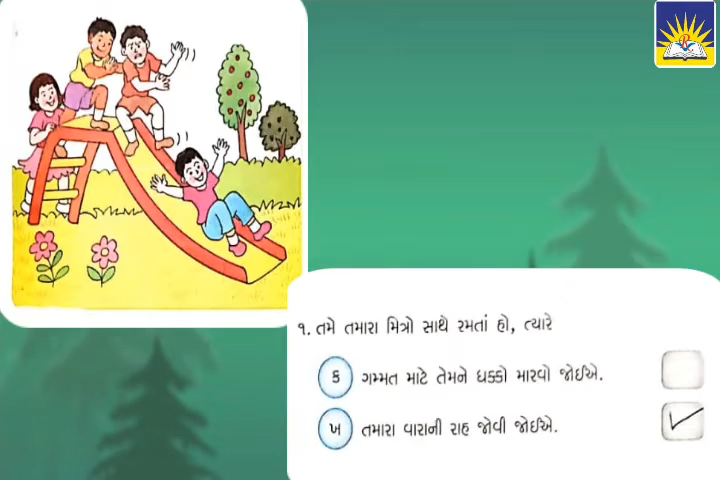 ૧. તમે તમારા મિત્રો સાથે રમતાં હો, ત્યારે
ક ગમ્મત માટે તેમને ધક્કો મારવો જોઈએ.
ખ તમારા વારાની રાહ જોવી જોઈએ.